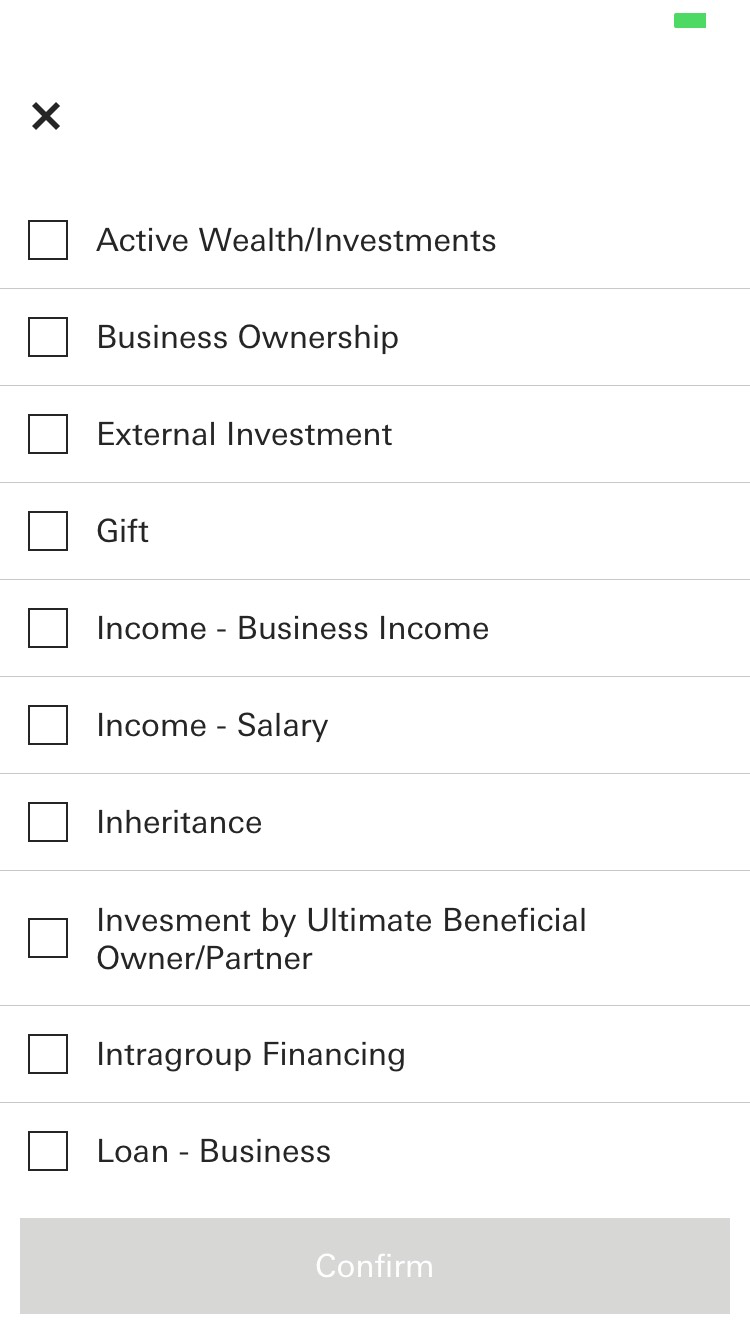 Active Wealth/Investments
Business Ownership
External Investment
Gift
Income - Business Income
Income - Salary
Inheritance
Invesment by Ultimate Beneficial
Owner/Partner
Intragroup Financing
Loan - Business
Confirm